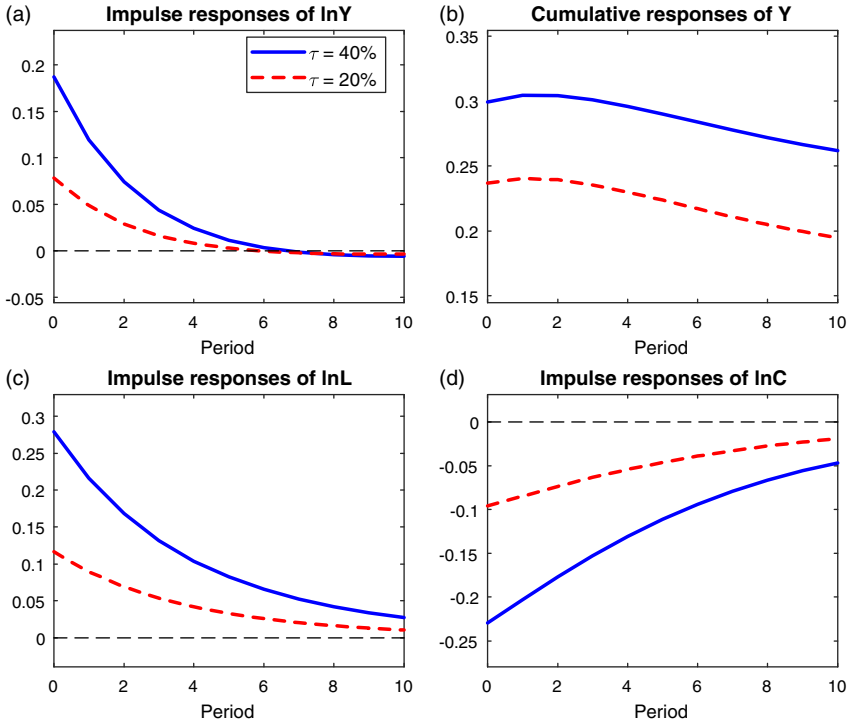 (a) Impulse responses of lnY
0.2
0.15
0.1
0.05
0
-0.05
τ = 40%
τ = 20%
0 2 4 6 8 10
Period
(b) Cumulative responses of Y
0.35
0.3
0.25
0.2
0.15
0 2 4 6 8 10
Period
(c) Impulse responses of lnL
0.3
0.25
0.2
0.15
0.1
0.05
0
0 2 4 6 8 10
Period
(d) Impulse responses of lnC
0
-0.05
-0.1
-0.15
-0.2
-0.25
0 2 4 6 8 10
Period